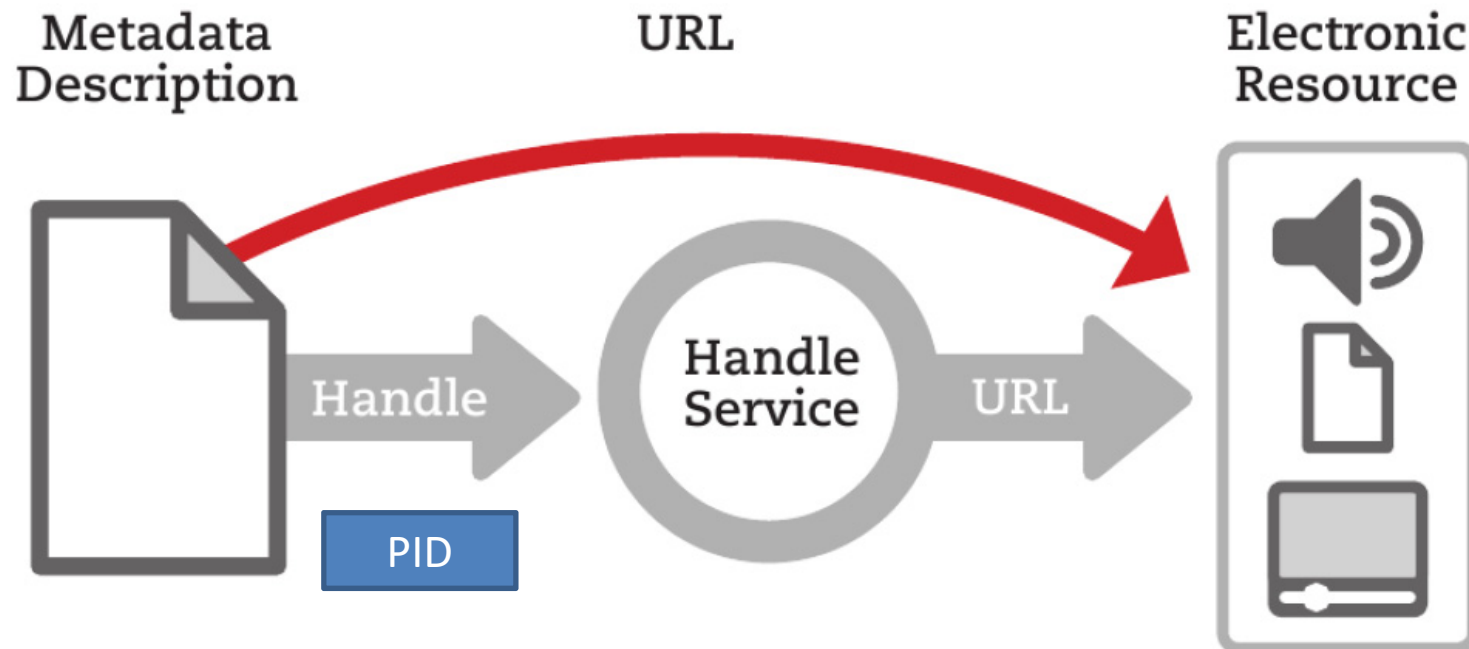 Metadata
Description
URL
Electronic
Resource
Handle
Handle
Service
URL
PID